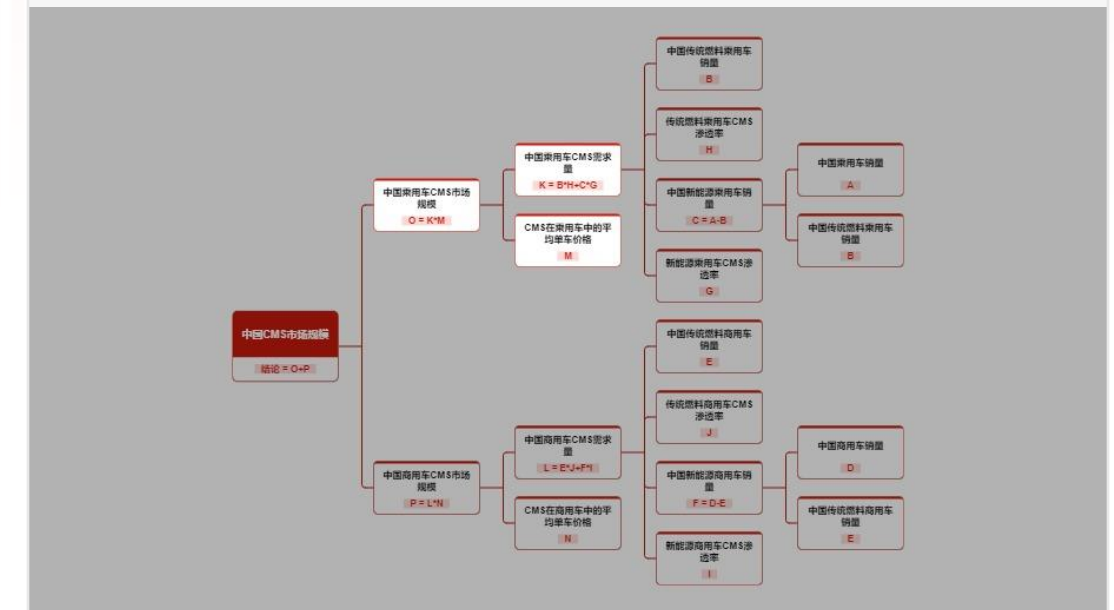 中国传统燃料乘用车
销量
B
传统燃料乘用车CMS
渗透率
H
中国乘用车CMS需求
量
K = B*H+C*G
中国乘用车销量
A
中国乘用车CMS市场
规模
O = K*M
中国新能源乘用车销
量
C = A-B
CMS在乘用车中的平
均单车价格
M
中国传统燃料乘用车
销量
B
新能源乘用车CMS渗
透率
G
中国CMS市场规模
结论 = O+P
中国传统燃料商用车
销量
E
传统燃料商用车CMS
渗透率
J
中国商用车CMS需求
量
L = E*J+F*I
中国商用车销量
D
中国商用车CMS市场
规模
P = L*N
中国新能源商用车销
量
F = D-E
CMS在商用车中的平
均单车价格
N
中国传统燃料商用车
销量
E
新能源商用车CMS渗
透率
I